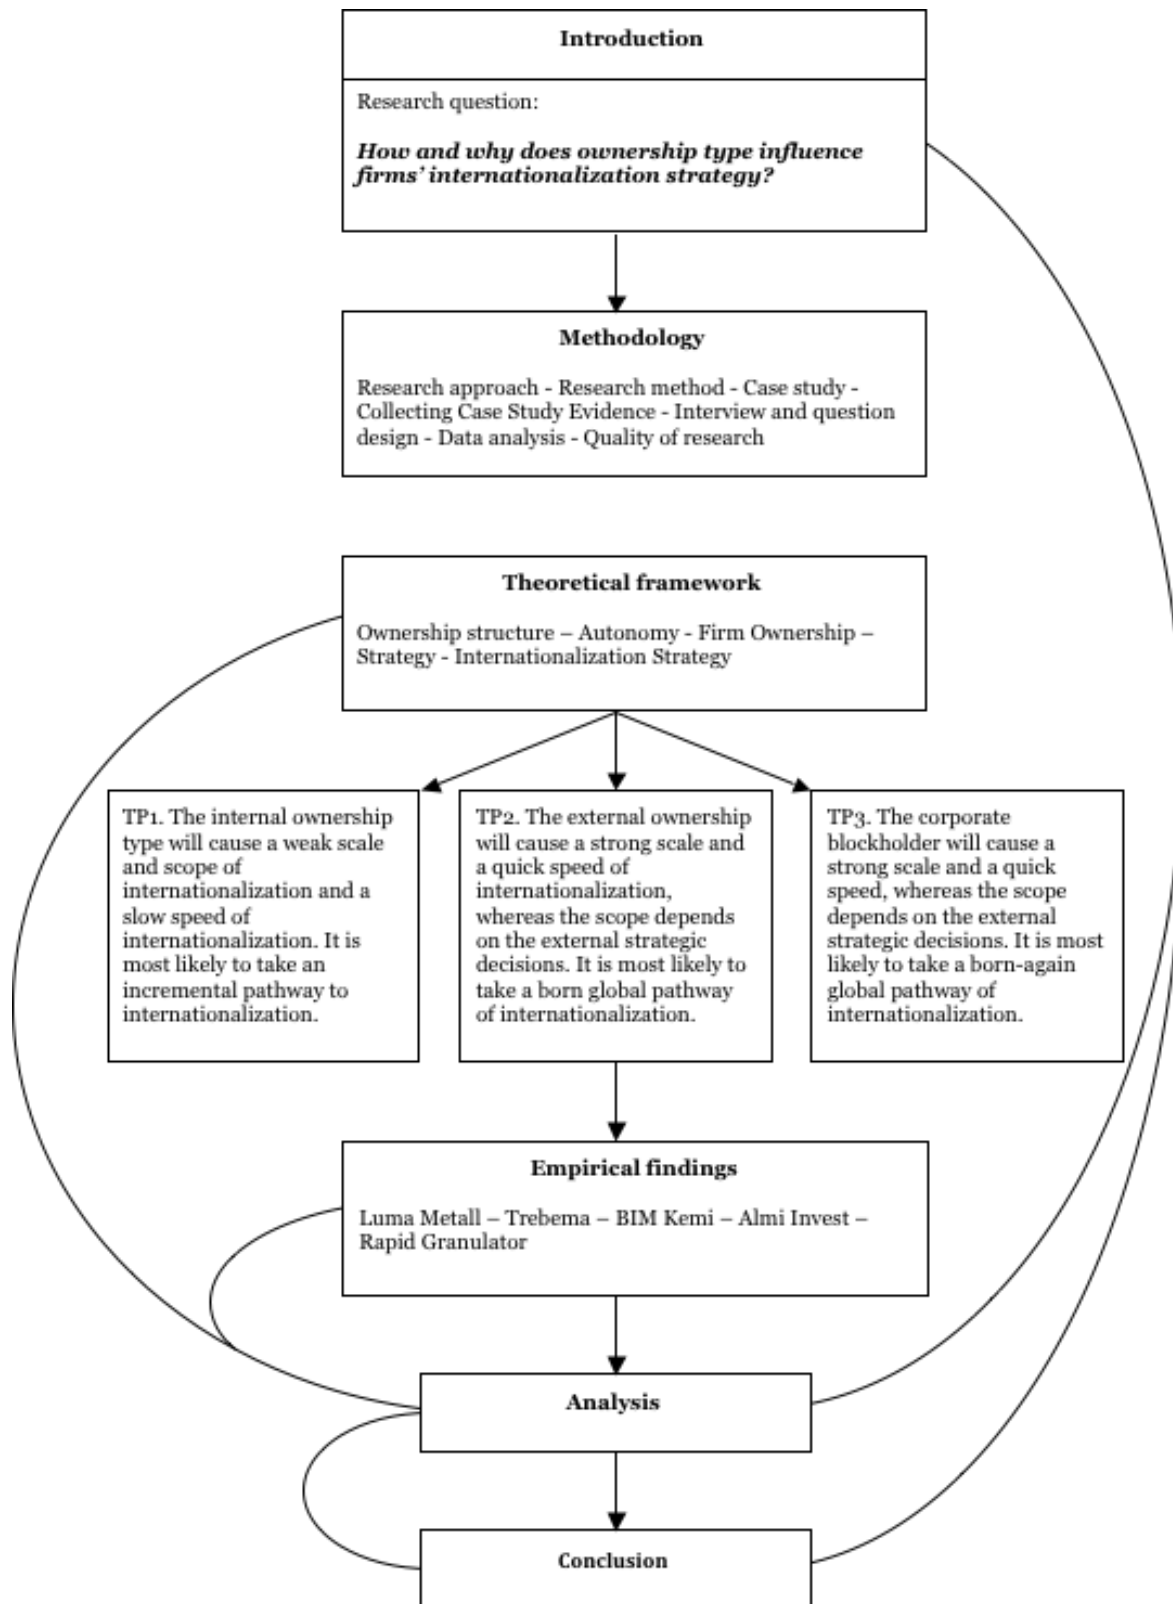 Introduction
Research question:
How and why does ownership type influence
firms' internationalization strategy?
Methodology
Research approach - Research method - Case study -
Collecting Case Study Evidence - Interview and question
design - Data analysis - Quality of research
Theoretical framework
Ownership structure – Autonomy - Firm Ownership –
Strategy - Internationalization Strategy
TP1. The internal ownership
type will cause a weak scale
and scope of
internationalization and a
slow speed of
internationalization. It is
most likely to take an
incremental pathway to
internationalization.
TP2. The external ownership
will cause a strong scale and
a quick speed of
internationalization,
whereas the scope depends
on the external strategic
decisions. It is most likely to
take a born global pathway
of internationalization.
TP3. The corporate
blockholder will cause a
strong scale and a quick
speed, whereas the scope
depends on the external
strategic decisions. It is most
likely to take a born-again
global pathway of
internationalization.
Empirical findings
Luma Metall – Trebema – BIM Kemi – Almi Invest –
Rapid Granulator
Analysis
Conclusion